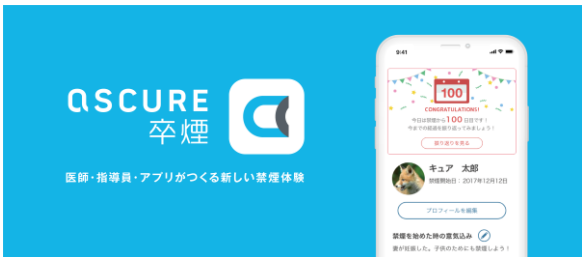 ascure
卒煙
医師・指導員・アプリがつくる新しい禁煙体験
9:41
100
CONGRATULATIONS!
今日は禁煙から100日目です！
今までの経過を振り返ってみましょう！
振り返りを見る
キュア 太郎
禁煙開始日：2017年12月12日
プロフィールを編集
禁煙を始めた時の意気込み
妻が妊娠した。子供のためにも禁煙しよう！